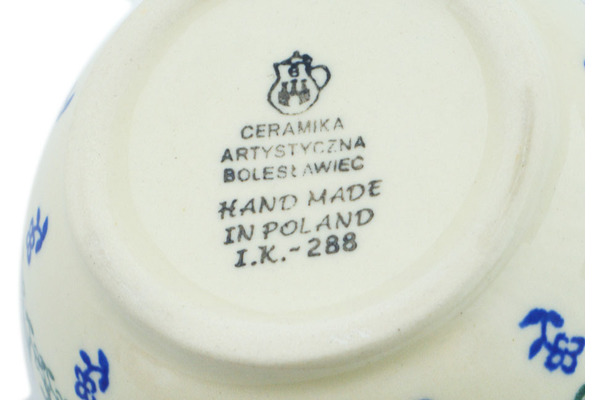 CERAMIKA
ARTYSTYCZNA
BOLESŁAWIEC
HAND MADE
IN POLAND
I.K.-288